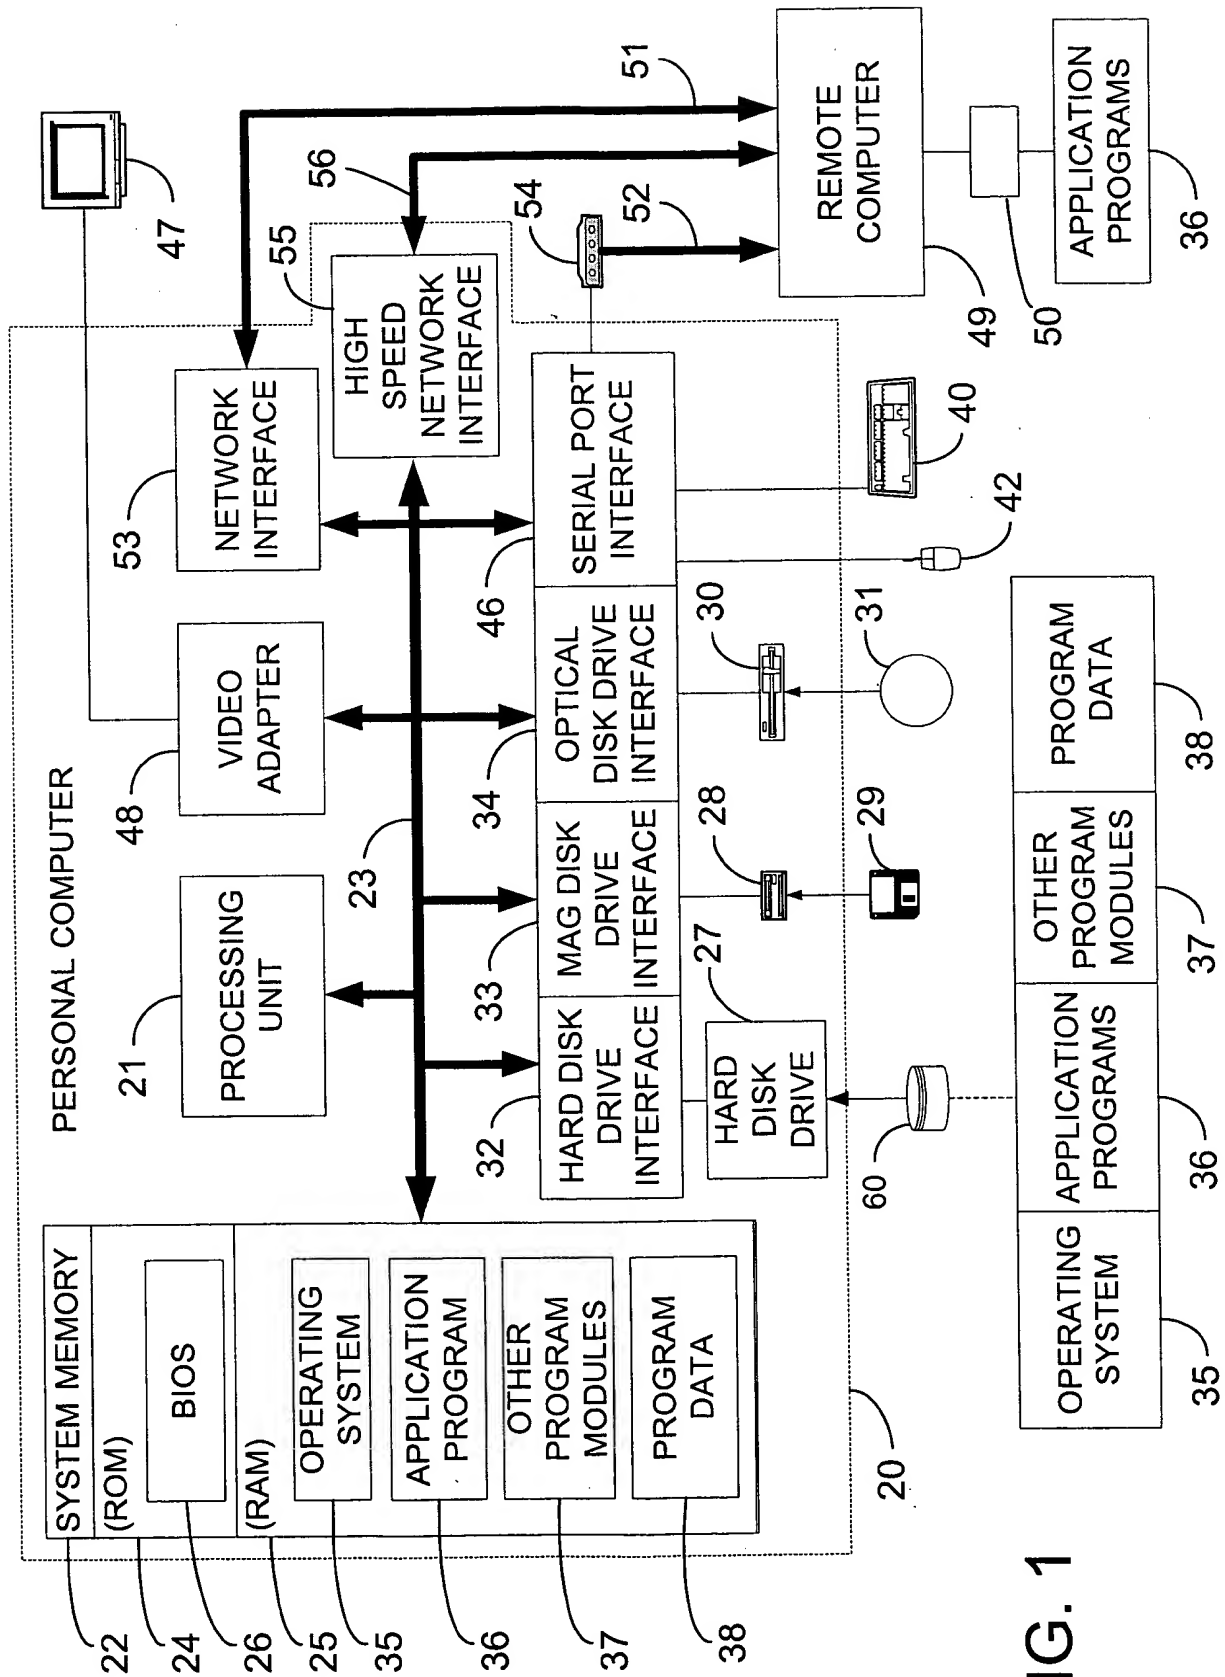 PERSONAL COMPUTER
SYSTEM MEMORY
22
(ROM)
24
BIOS
26
(RAM)
25
OPERATING
SYSTEM
35
APPLICATION
PROGRAM
36
OTHER
PROGRAM
MODULES
37
PROGRAM
DATA
38
21
PROCESSING
UNIT
48
VIDEO
ADAPTER
53
NETWORK
INTERFACE
47
55
HIGH
SPEED
NETWORK
INTERFACE
56
51
23
32
HARD DISK
DRIVE
INTERFACE
33
MAG DISK
DRIVE
INTERFACE
34
OPTICAL
DISK DRIVE
INTERFACE
46
SERIAL PORT
INTERFACE
54
52
HARD
DISK
DRIVE
27
28
30
29
31
42
40
REMOTE
COMPUTER
49
50
APPLICATION
PROGRAMS
36
20
60
OPERATING
SYSTEM
35
APPLICATION
PROGRAMS
36
OTHER
PROGRAM
MODULES
37
PROGRAM
DATA
38
IG. 1